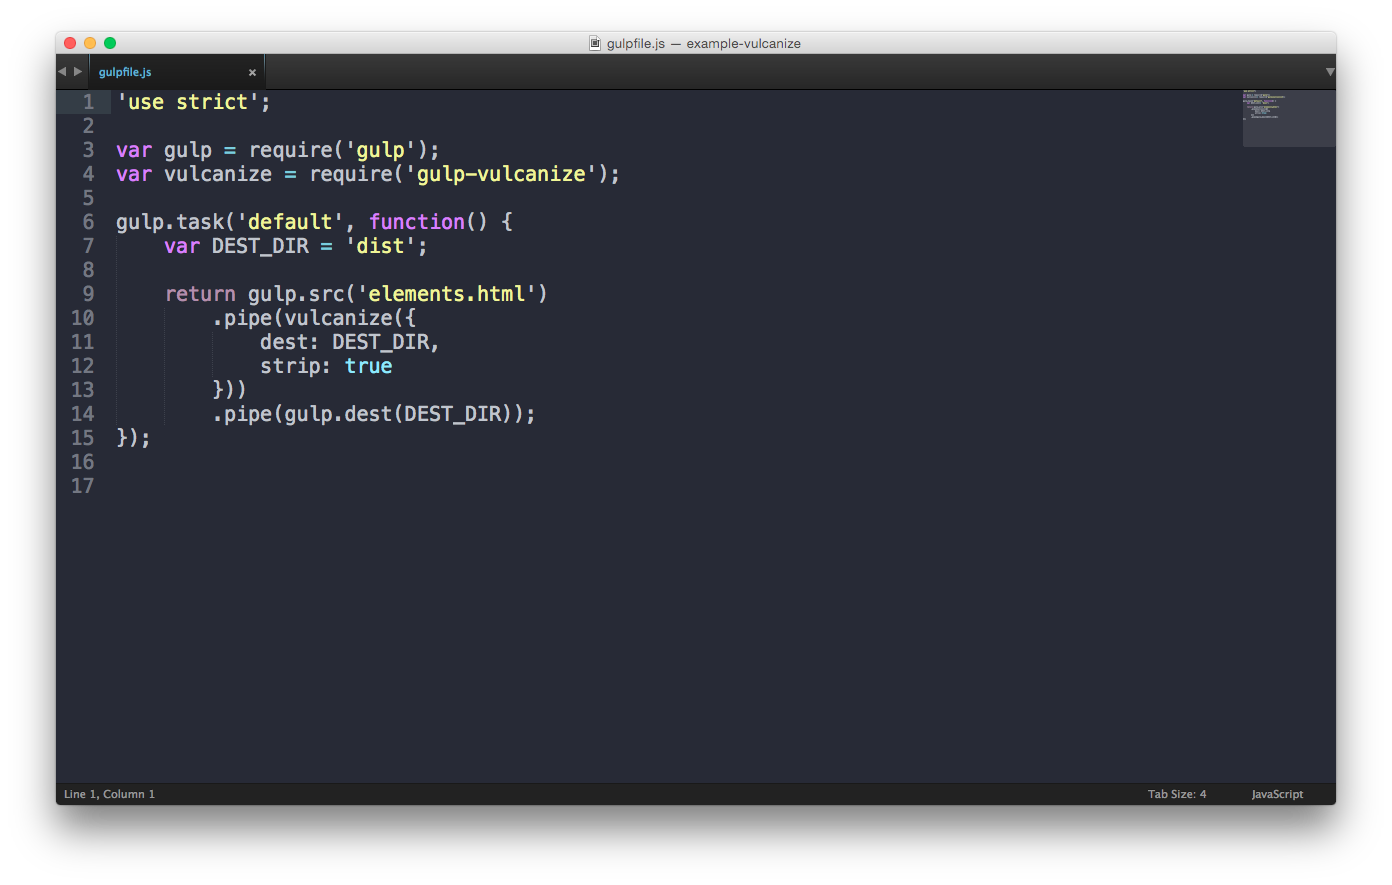 gulpfile.js — example-vulcanize
gulpfile.js ×
1 'use strict';
2
3 var gulp = require('gulp');
4 var vulcanize = require('gulp-vulcanize');
5
6 gulp.task('default', function() {
7     var DEST_DIR = 'dist';
8
9     return gulp.src('elements.html')
10         .pipe(vulcanize({
11             dest: DEST_DIR,
12             strip: true
13         }))
14         .pipe(gulp.dest(DEST_DIR));
15 });
16
17
Line 1, Column 1 Tab Size: 4 JavaScript